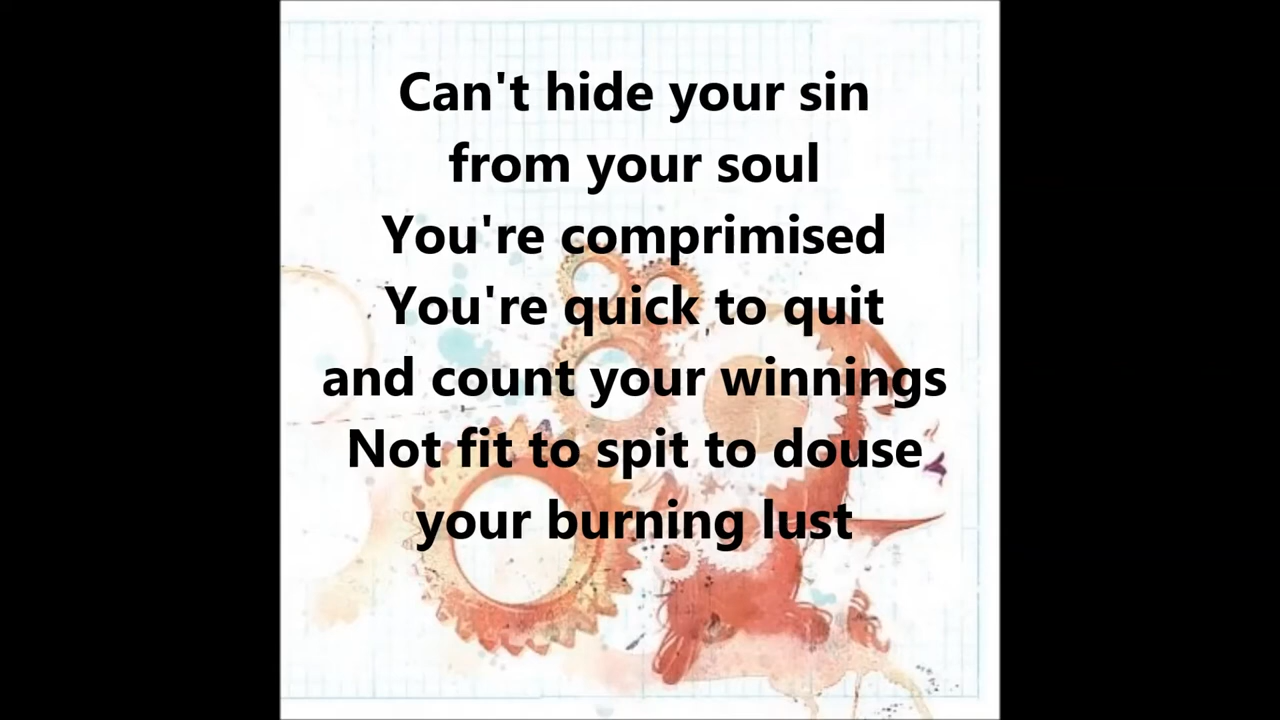 Can't hide your sin
from your soul
You're comprimised
You're quick to quit
and count your winnings
Not fit to spit to douse
your burning lust